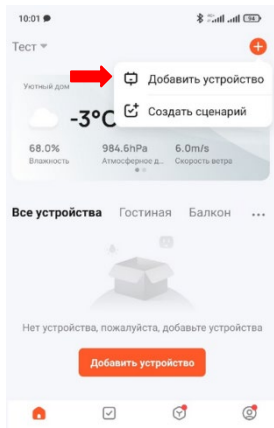 10:01
Тест
Добавить устройство
Уютный дом
-3°C
Создать сценарий
68.0% 984.6hPa 6.0m/s
Влажность Атмосферное д... Скорость ветра
Все устройства Гостиная Балкон ...
Нет устройства, пожалуйста, добавьте устройства
Добавить устройство